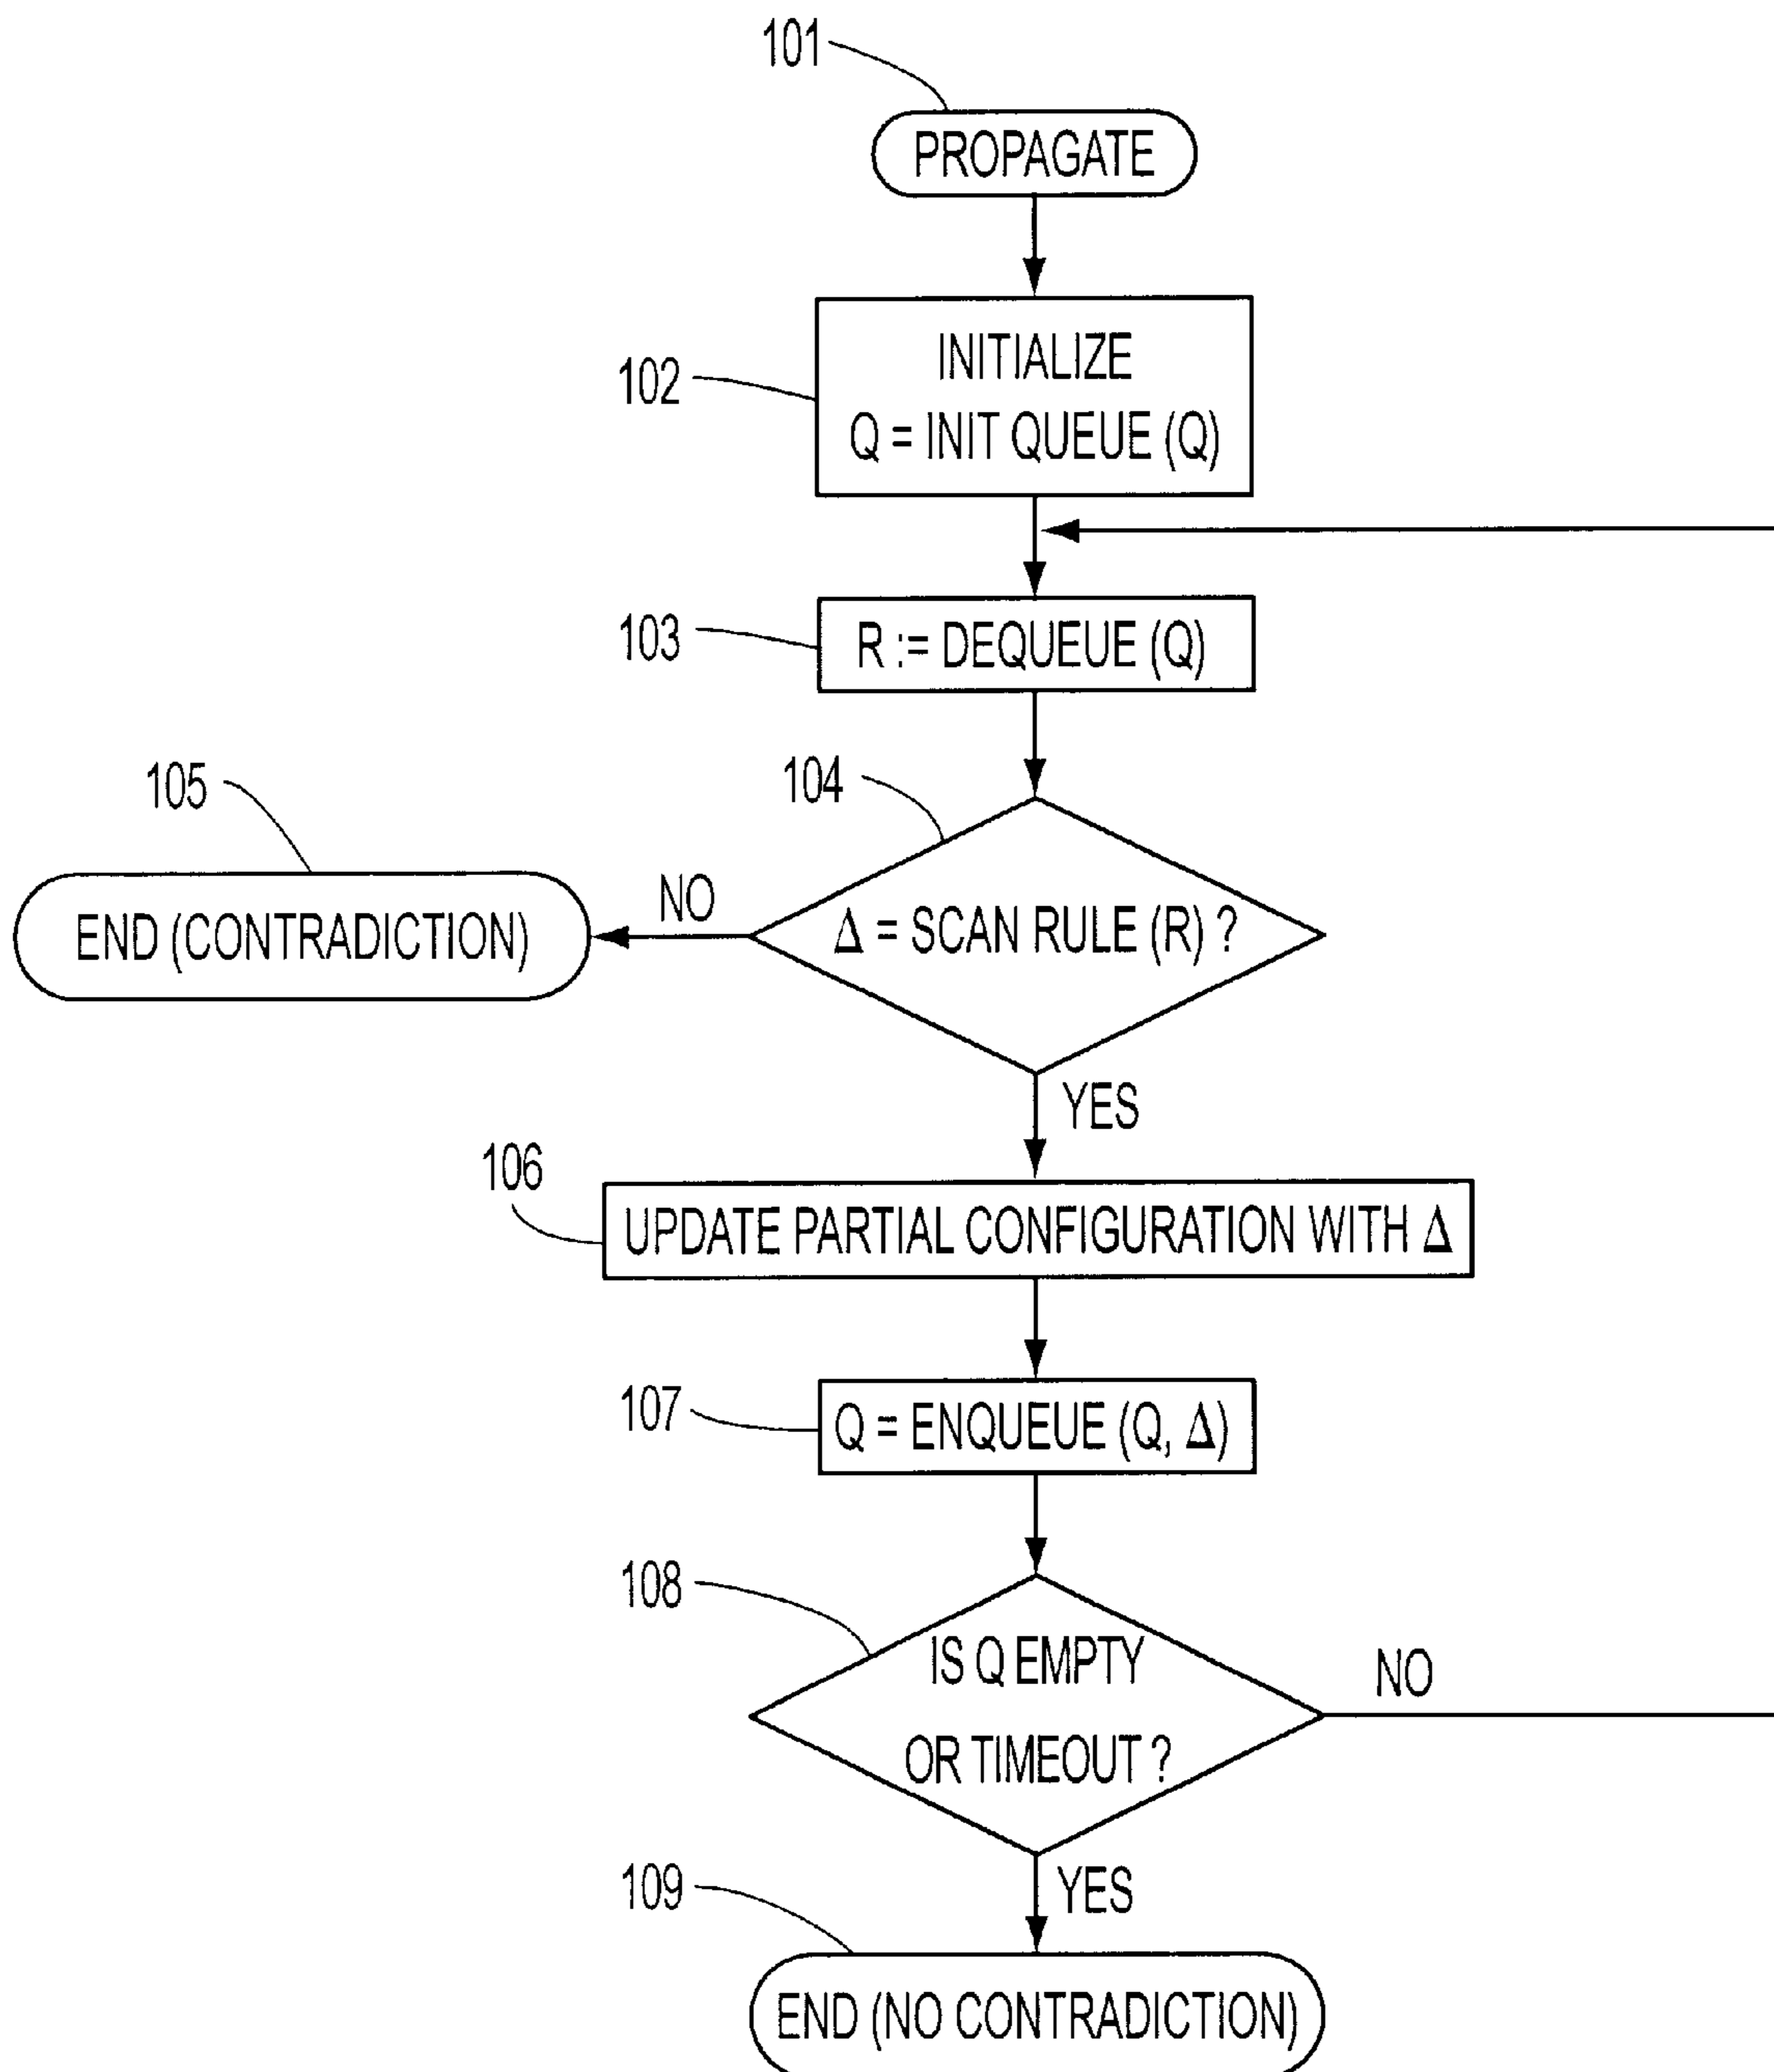 101
PROPAGATE
102
INITIALIZE
Q = INIT QUEUE (Q)
103
R := DEQUEUE (Q)
104
Δ = SCAN RULE (R) ?
NO
105
END (CONTRADICTION)
YES
106
UPDATE PARTIAL CONFIGURATION WITH Δ
107
Q = ENQUEUE (Q, Δ)
108
IS Q EMPTY
OR TIMEOUT ?
NO
YES
109
END (NO CONTRADICTION)